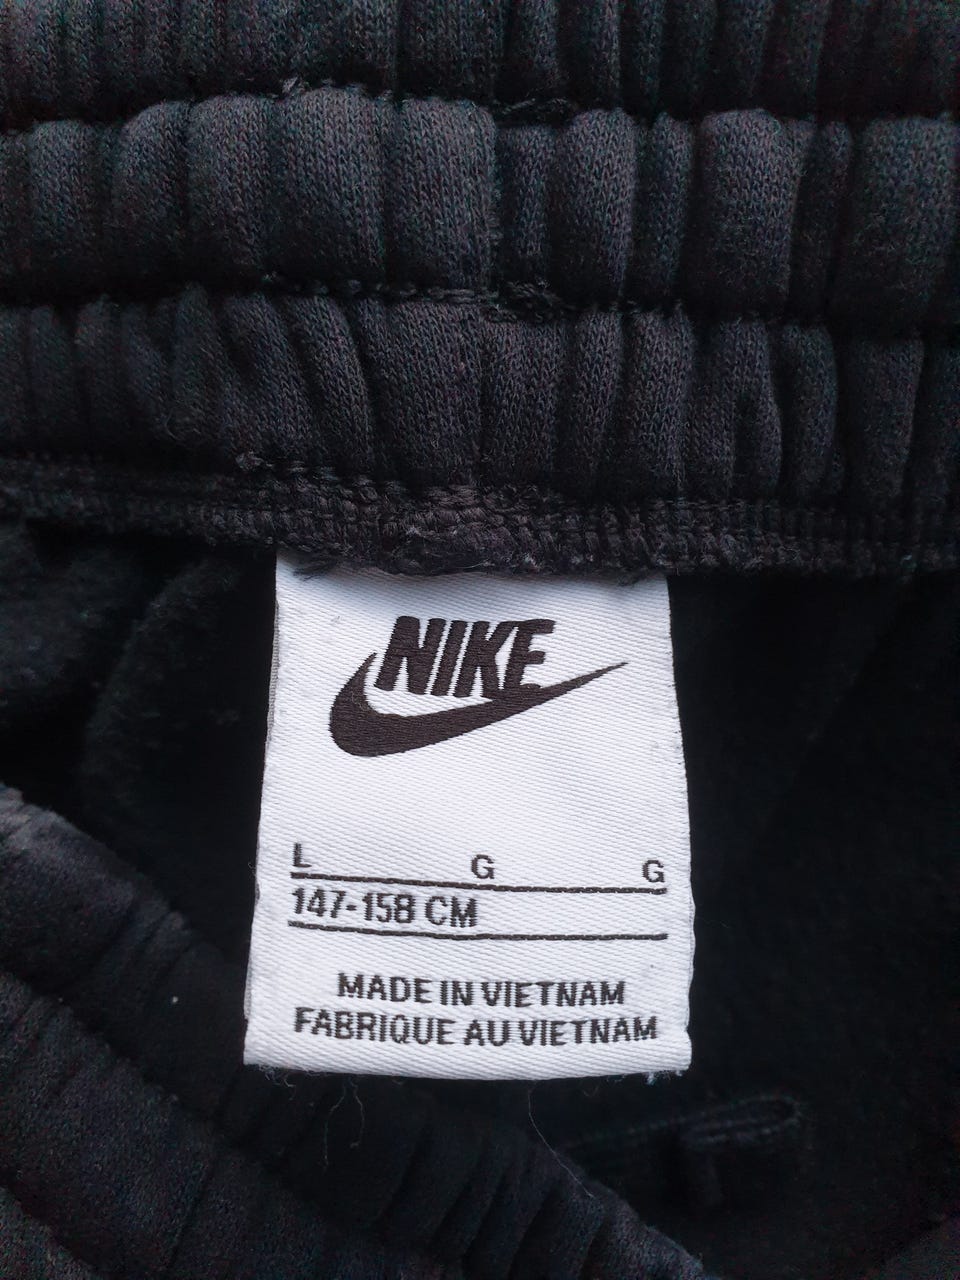 NIKE
L G G
147-158 CM
MADE IN VIETNAM
FABRIQUE AU VIETNAM